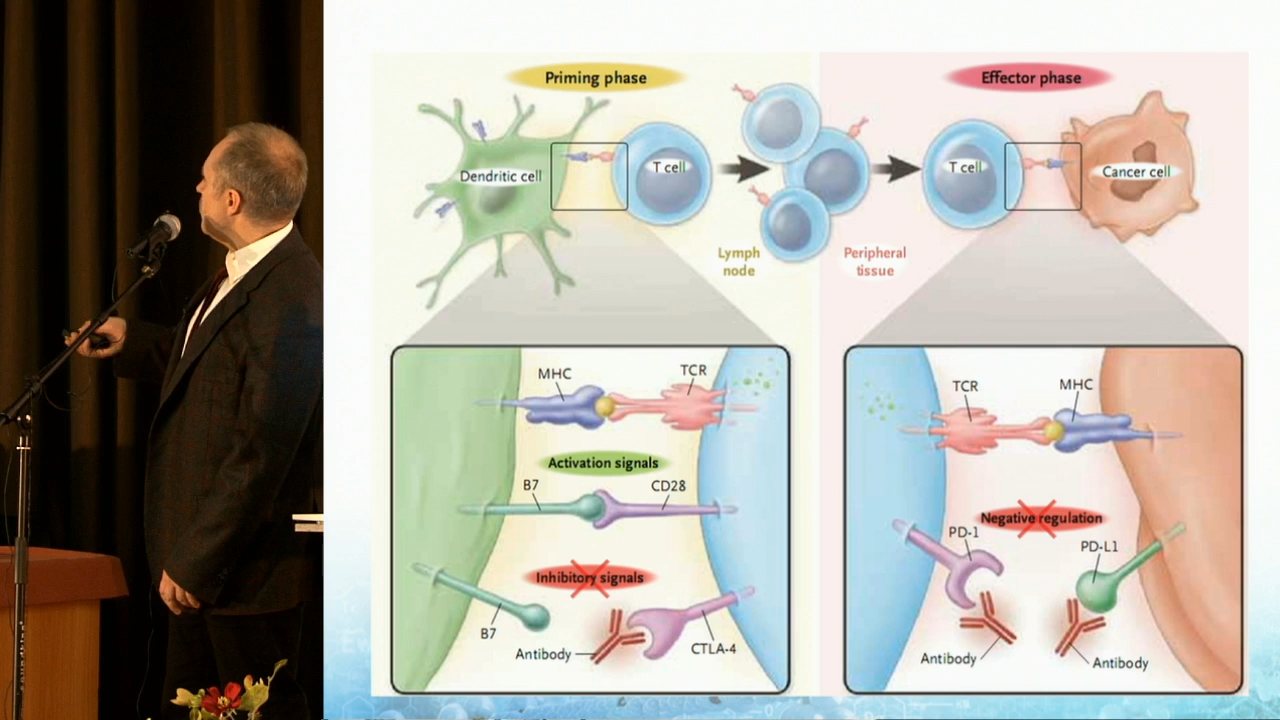 Priming phase
Effector phase
Dendritic cell
T cell
T cell
Cancer cell
Lymph
node
Peripheral
tissue
MHC
TCR
Activation signals
B7
CD28
Inhibitory signals
B7
Antibody
CTLA-4
TCR
MHC
Negative regulation
PD-1
PD-L1
Antibody
Antibody